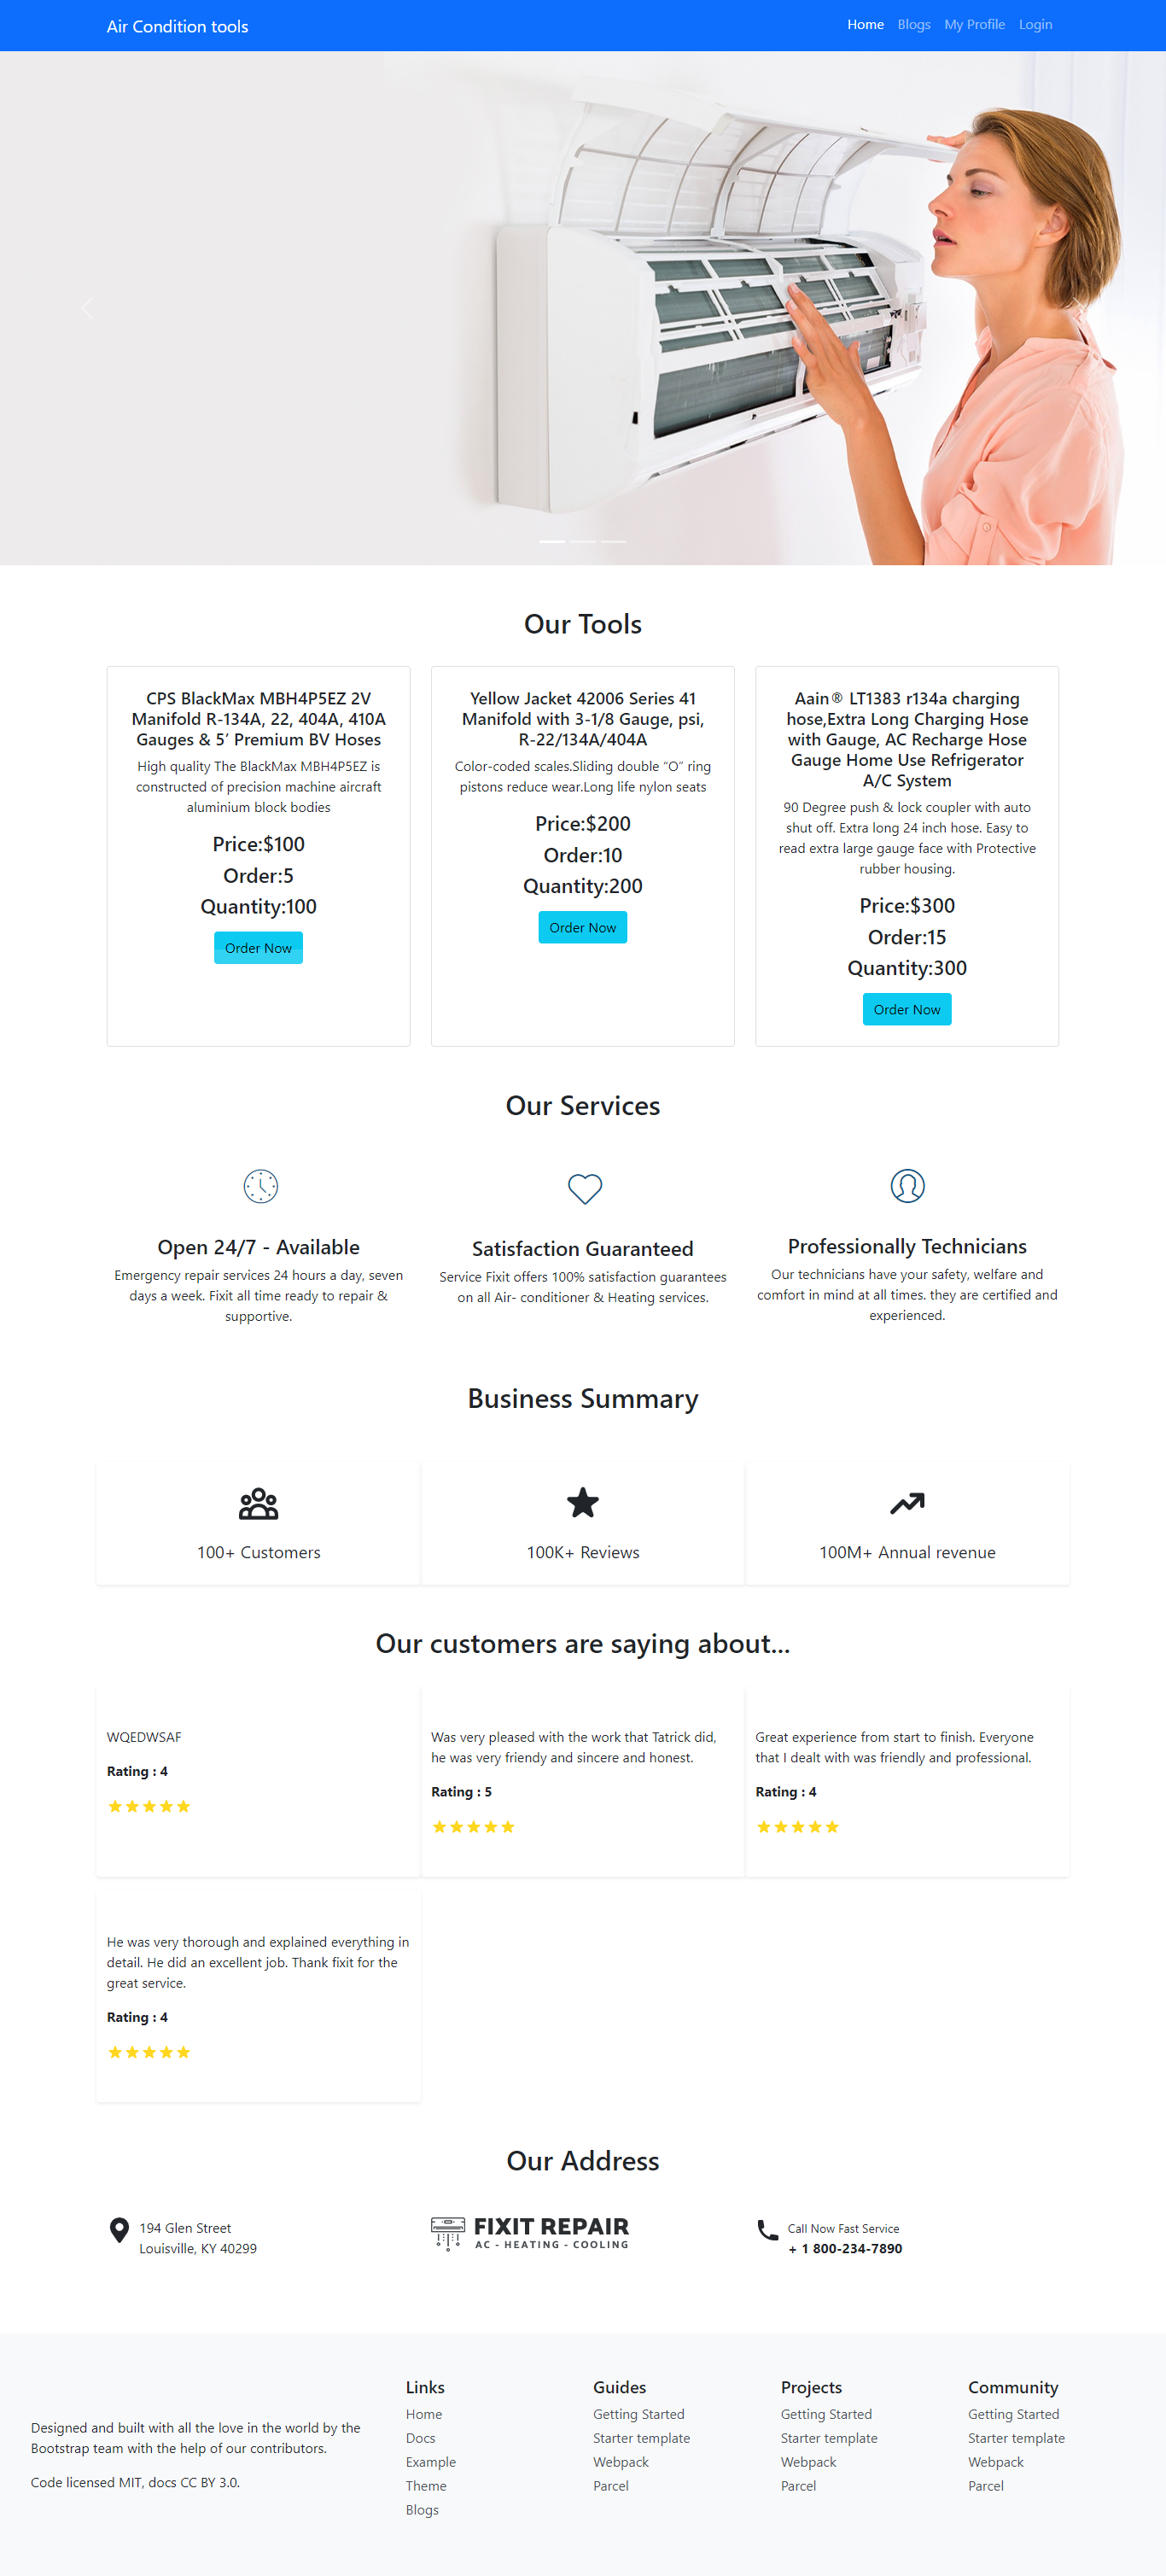 Air Condition tools
Home Blogs My Profile Login
Our Tools
CPS BlackMax MBH4P5EZ 2V
Manifold R-134A, 22, 404A, 410A
Gauges & 5’ Premium BV Hoses
High quality The BlackMax MBH4P5EZ is
constructed of precision machine aircraft
aluminium block bodies
Price:$100
Order:5
Quantity:100
Order Now
Yellow Jacket 42006 Series 41
Manifold with 3-1/8 Gauge, psi,
R-22/134A/404A
Color-coded scales.Sliding double “O” ring
pistons reduce wear.Long life nylon seats
Price:$200
Order:10
Quantity:200
Order Now
Aain® LT1383 r134a charging
hose,Extra Long Charging Hose
with Gauge, AC Recharge Hose
Gauge Home Use Refrigerator
A/C System
90 Degree push & lock coupler with auto
shut off. Extra long 24 inch hose. Easy to
read extra large gauge face with Protective
rubber housing.
Price:$300
Order:15
Quantity:300
Order Now
Our Services
Open 24/7 - Available
Emergency repair services 24 hours a day, seven
days a week. Fixit all time ready to repair &
supportive.
Satisfaction Guaranteed
Service Fixit offers 100% satisfaction guarantees
on all Air- conditioner & Heating services.
Professionally Technicians
Our technicians have your safety, welfare and
comfort in mind at all times. they are certified and
experienced.
Business Summary
100+ Customers
100K+ Reviews
100M+ Annual revenue
Our customers are saying about...
WQEDWSAF
Rating : 4
Was very pleased with the work that Tatrick did,
he was very friendy and sincere and honest.
Rating : 5
Great experience from start to finish. Everyone
that I dealt with was friendly and professional.
Rating : 4
He was very thorough and explained everything in
detail. He did an excellent job. Thank fixit for the
great service.
Rating : 4
Our Address
194 Glen Street
Louisville, KY 40299
FIXIT REPAIR
AC - HEATING - COOLING
Call Now Fast Service
+ 1 800-234-7890
Designed and built with all the love in the world by the
Bootstrap team with the help of our contributors.
Code licensed MIT, docs CC BY 3.0.
Links
Home
Docs
Example
Theme
Blogs
Guides
Getting Started
Starter template
Webpack
Parcel
Projects
Getting Started
Starter template
Webpack
Parcel
Community
Getting Started
Starter template
Webpack
Parcel